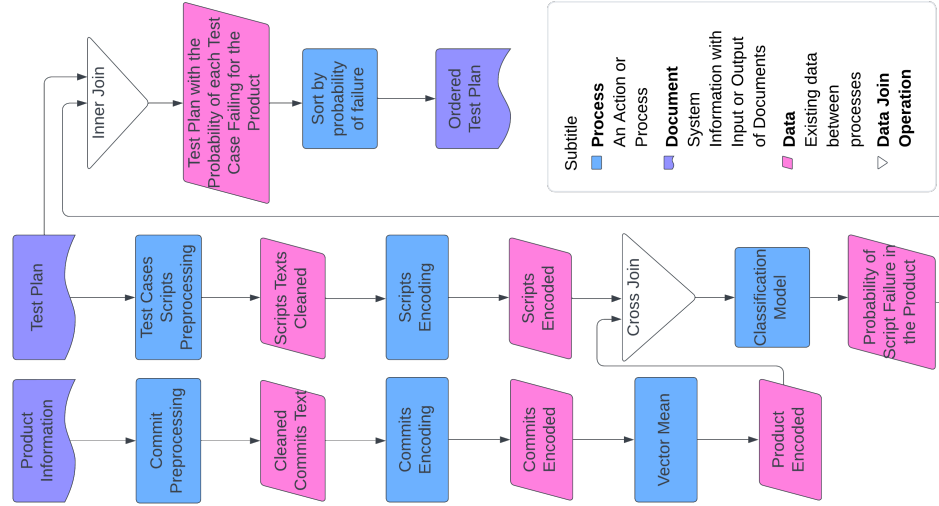 Product
Information
Commit
Preprocessing
Cleaned
Commits Text
Commits
Encoding
Commits
Encoded
Vector Mean
Product
Encoded
Test Plan
Test Cases
Scripts
Preprocessing
Scripts Texts
Cleaned
Scripts
Encoding
Scripts
Encoded
Cross Join
Classification
Model
Probability of
Script Failure in
the Product
Inner Join
Test Plan with the
Probability of each Test
Case Failing for the
Product
Sort by
probability
of failure
Ordered
Test Plan
Subtitle
Process
An Action or
Process
Document
System
Information with
Input or Output
of Documents
Data
Existing data
between
processes
Data Join
Operation